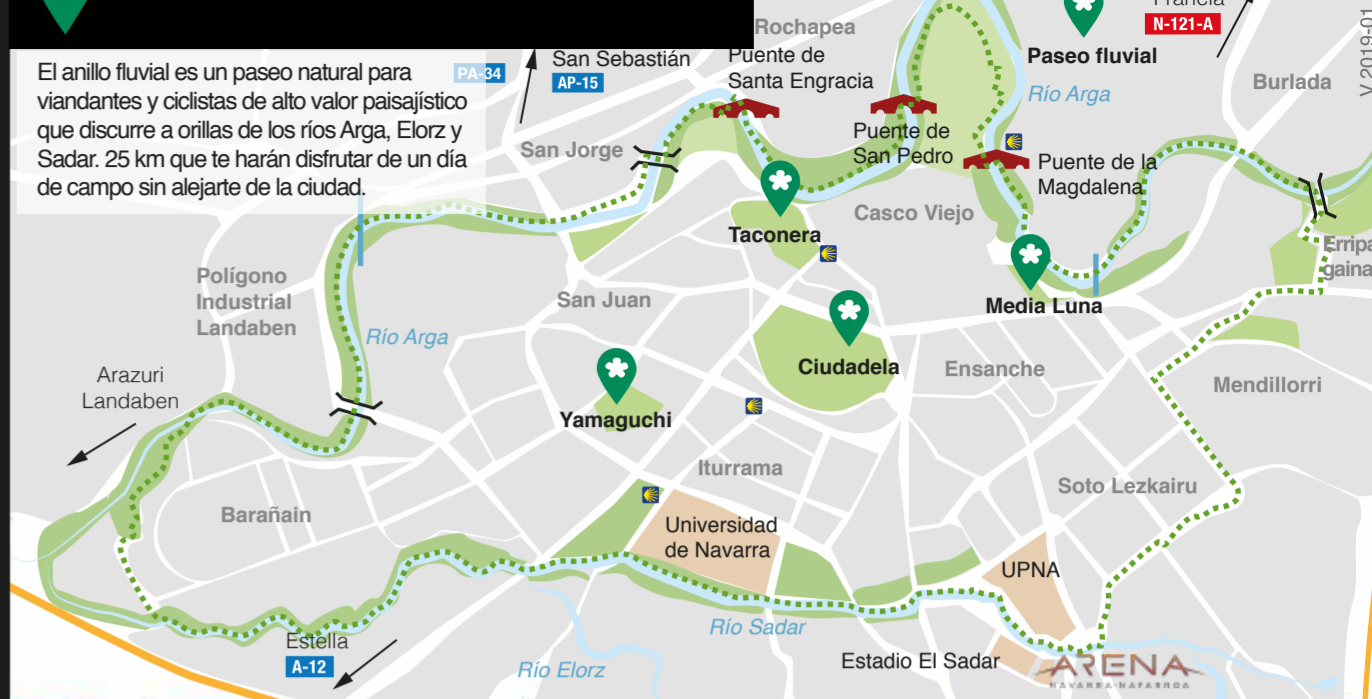 Rochapea
Francia
N-121-A
El anillo fluvial es un paseo natural para
viandantes y ciclistas de alto valor paisajístico
que discurre a orillas de los ríos Arga, Elorz y
Sadar. 25 km que te harán disfrutar de un día
de campo sin alejarte de la ciudad.
PA-34
San Sebastián
AP-15
Puente de
Santa Engracia
Paseo fluvial
Río Arga
Burlada
V.2019-01
San Jorge
Puente de
San Pedro
Puente de la
Magdalena
Taconera
Casco Viejo
Erripa
gaina
Polígono
Industrial
Landaben
San Juan
Media Luna
Río Arga
Ciudadela
Ensanche
Mendillorri
Arazuri
Landaben
Yamaguchi
Iturrama
Soto Lezkairu
Barañain
Universidad
de Navarra
UPNA
Río Sadar
Estella
A-12
Río Elorz
Estadio El Sadar
ARENA
NAVARRA-NAFARROA